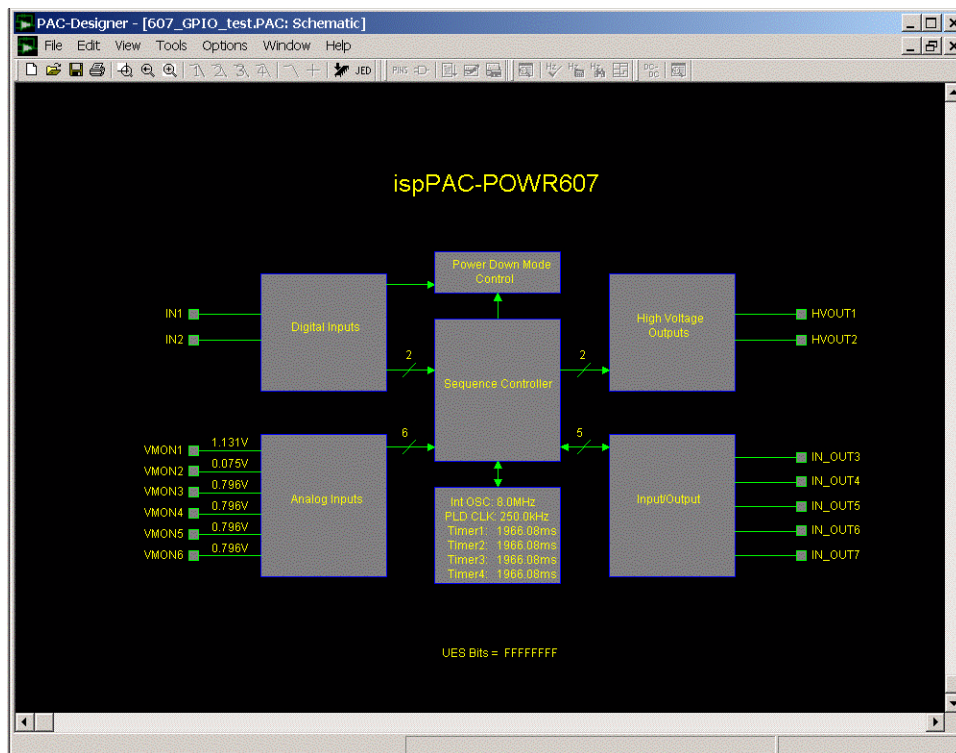 PAC-Designer - [607_GPIO_test.PAC: Schematic]
File Edit View Tools Options Window Help
JED PINS
ispPAC-POWR607
Power Down Mode
Control
IN1
IN2
Digital Inputs
High Voltage
Outputs
HVOUT1
HVOUT2
2
2
Sequence Controller
6
5
VMON1 1.131V
VMON2 0.075V
VMON3 0.796V
VMON4 0.796V
VMON5 0.796V
VMON6 0.796V
Analog Inputs
Int OSC: 8.0MHz
PLD CLK: 250.0kHz
Timer1: 1966.08ms
Timer2: 1966.08ms
Timer3: 1966.08ms
Timer4: 1966.08ms
Input/Output
IN_OUT3
IN_OUT4
IN_OUT5
IN_OUT6
IN_OUT7
UES Bits = FFFFFFFF